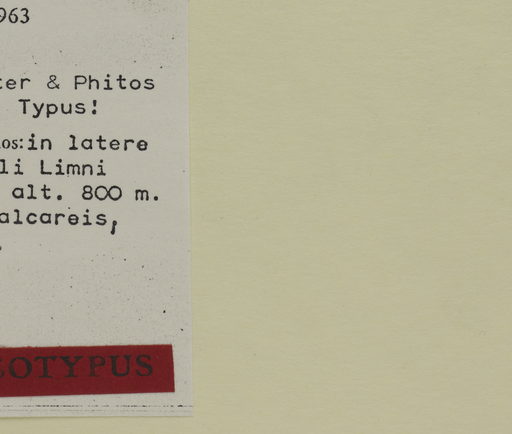 963
ter & Phitos
Typus!
os: in latere
li Limni
alt. 800 m.
alcareis,
OTYPUS